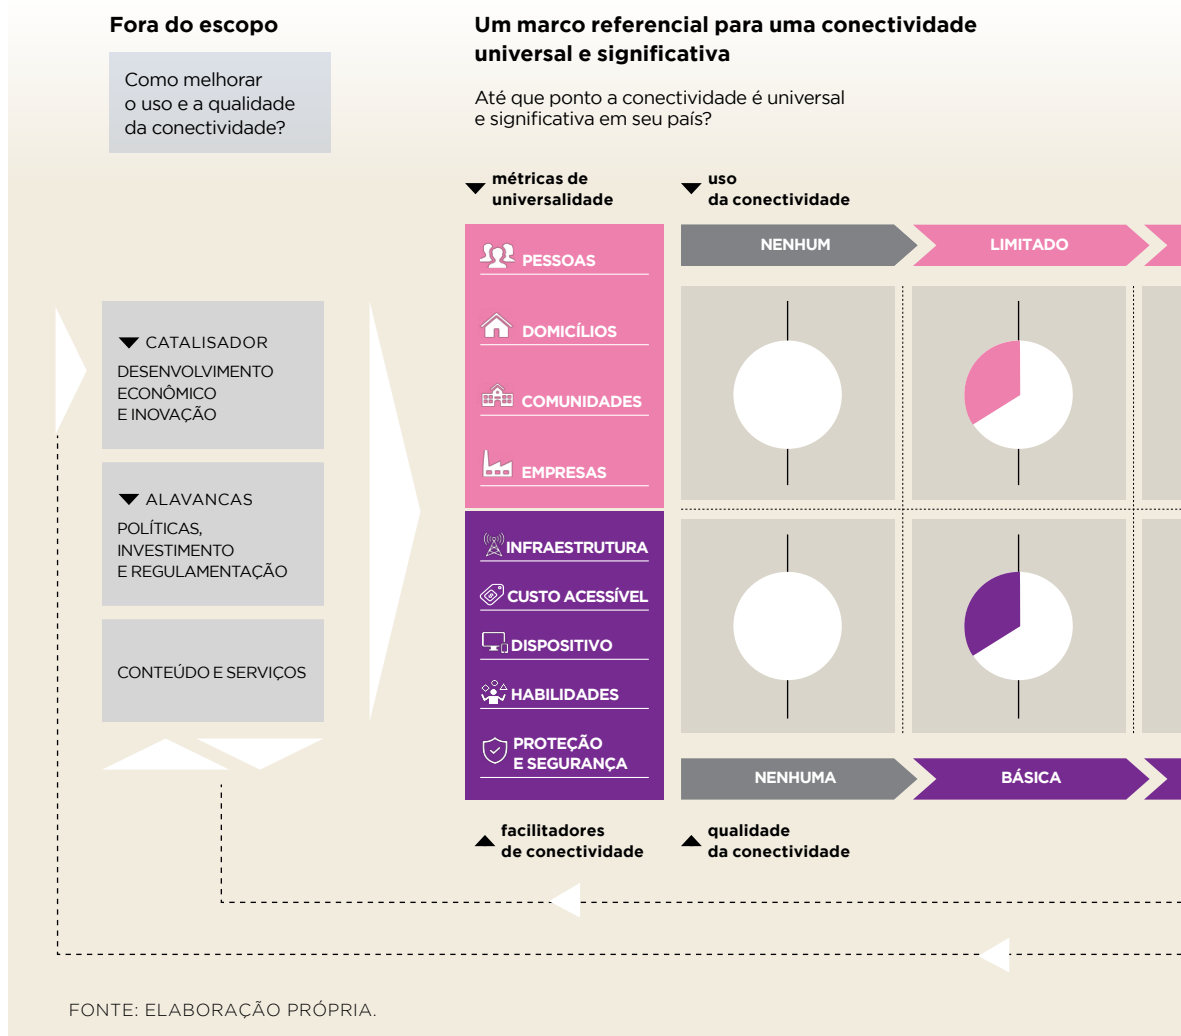 Fora do escopo
Como melhorar
o uso e a qualidade
da conectividade?
Um marco referencial para uma conectividade
universal e significativa
Até que ponto a conectividade é universal
e significativa em seu país?
métricas de
universalidade
uso
da conectividade
PESSOAS
DOMICÍLIOS
COMUNIDADES
EMPRESAS
NENHUM
LIMITADO
CATALISADOR
DESENVOLVIMENTO
ECONÔMICO
E INOVAÇÃO
ALAVANCAS
POLÍTICAS,
INVESTIMENTO
E REGULAMENTAÇÃO
CONTEÚDO E SERVIÇOS
INFRAESTRUTURA
CUSTO ACESSÍVEL
DISPOSITIVO
HABILIDADES
PROTEÇÃO
E SEGURANÇA
NENHUMA
BÁSICA
facilitadores
de conectividade
qualidade
da conectividade
FONTE: ELABORAÇÃO PRÓPRIA.